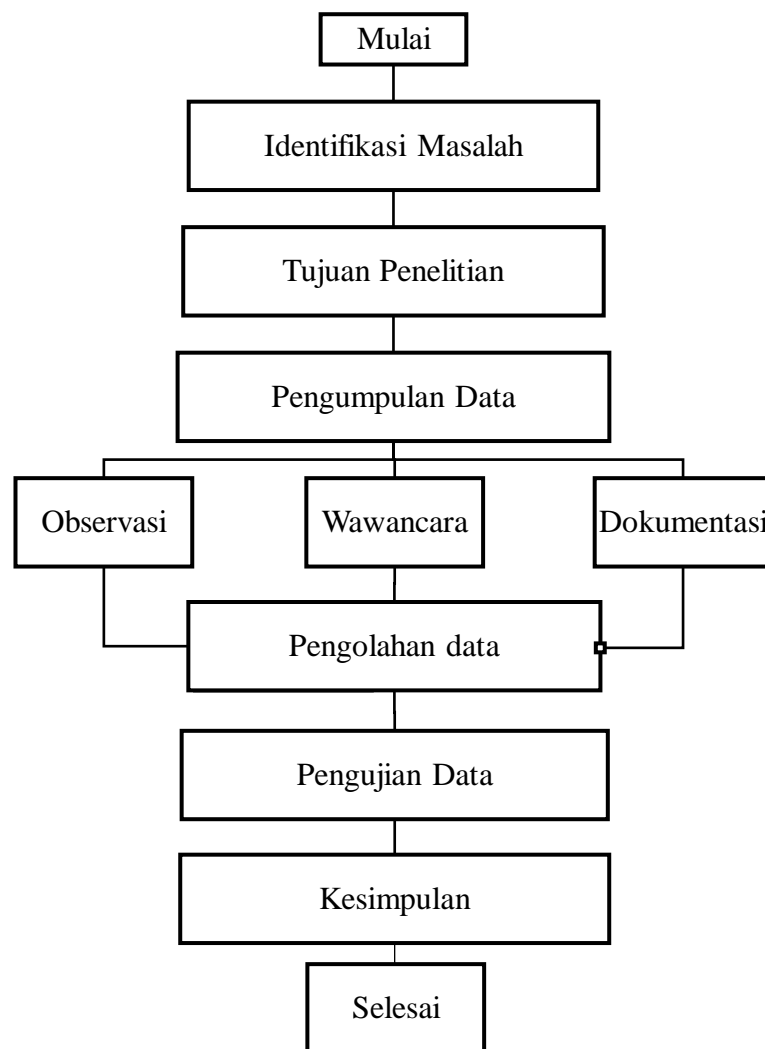 Mulai
Identifikasi Masalah
Tujuan Penelitian
Pengumpulan Data
Observasi
Wawancara
Dokumentasi
Pengolahan data
Pengujian Data
Kesimpulan
Selesai